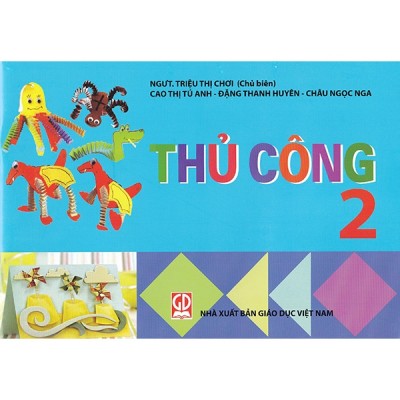 NGƯT. TRIỆU THỊ CHƠI (Chủ biên)
CAO THỊ TÚ ANH - ĐẶNG THANH HUYỀN - CHÂU NGỌC NGA
THỦ CÔNG
2
GD
NHÀ XUẤT BẢN GIÁO DỤC VIỆT NAM